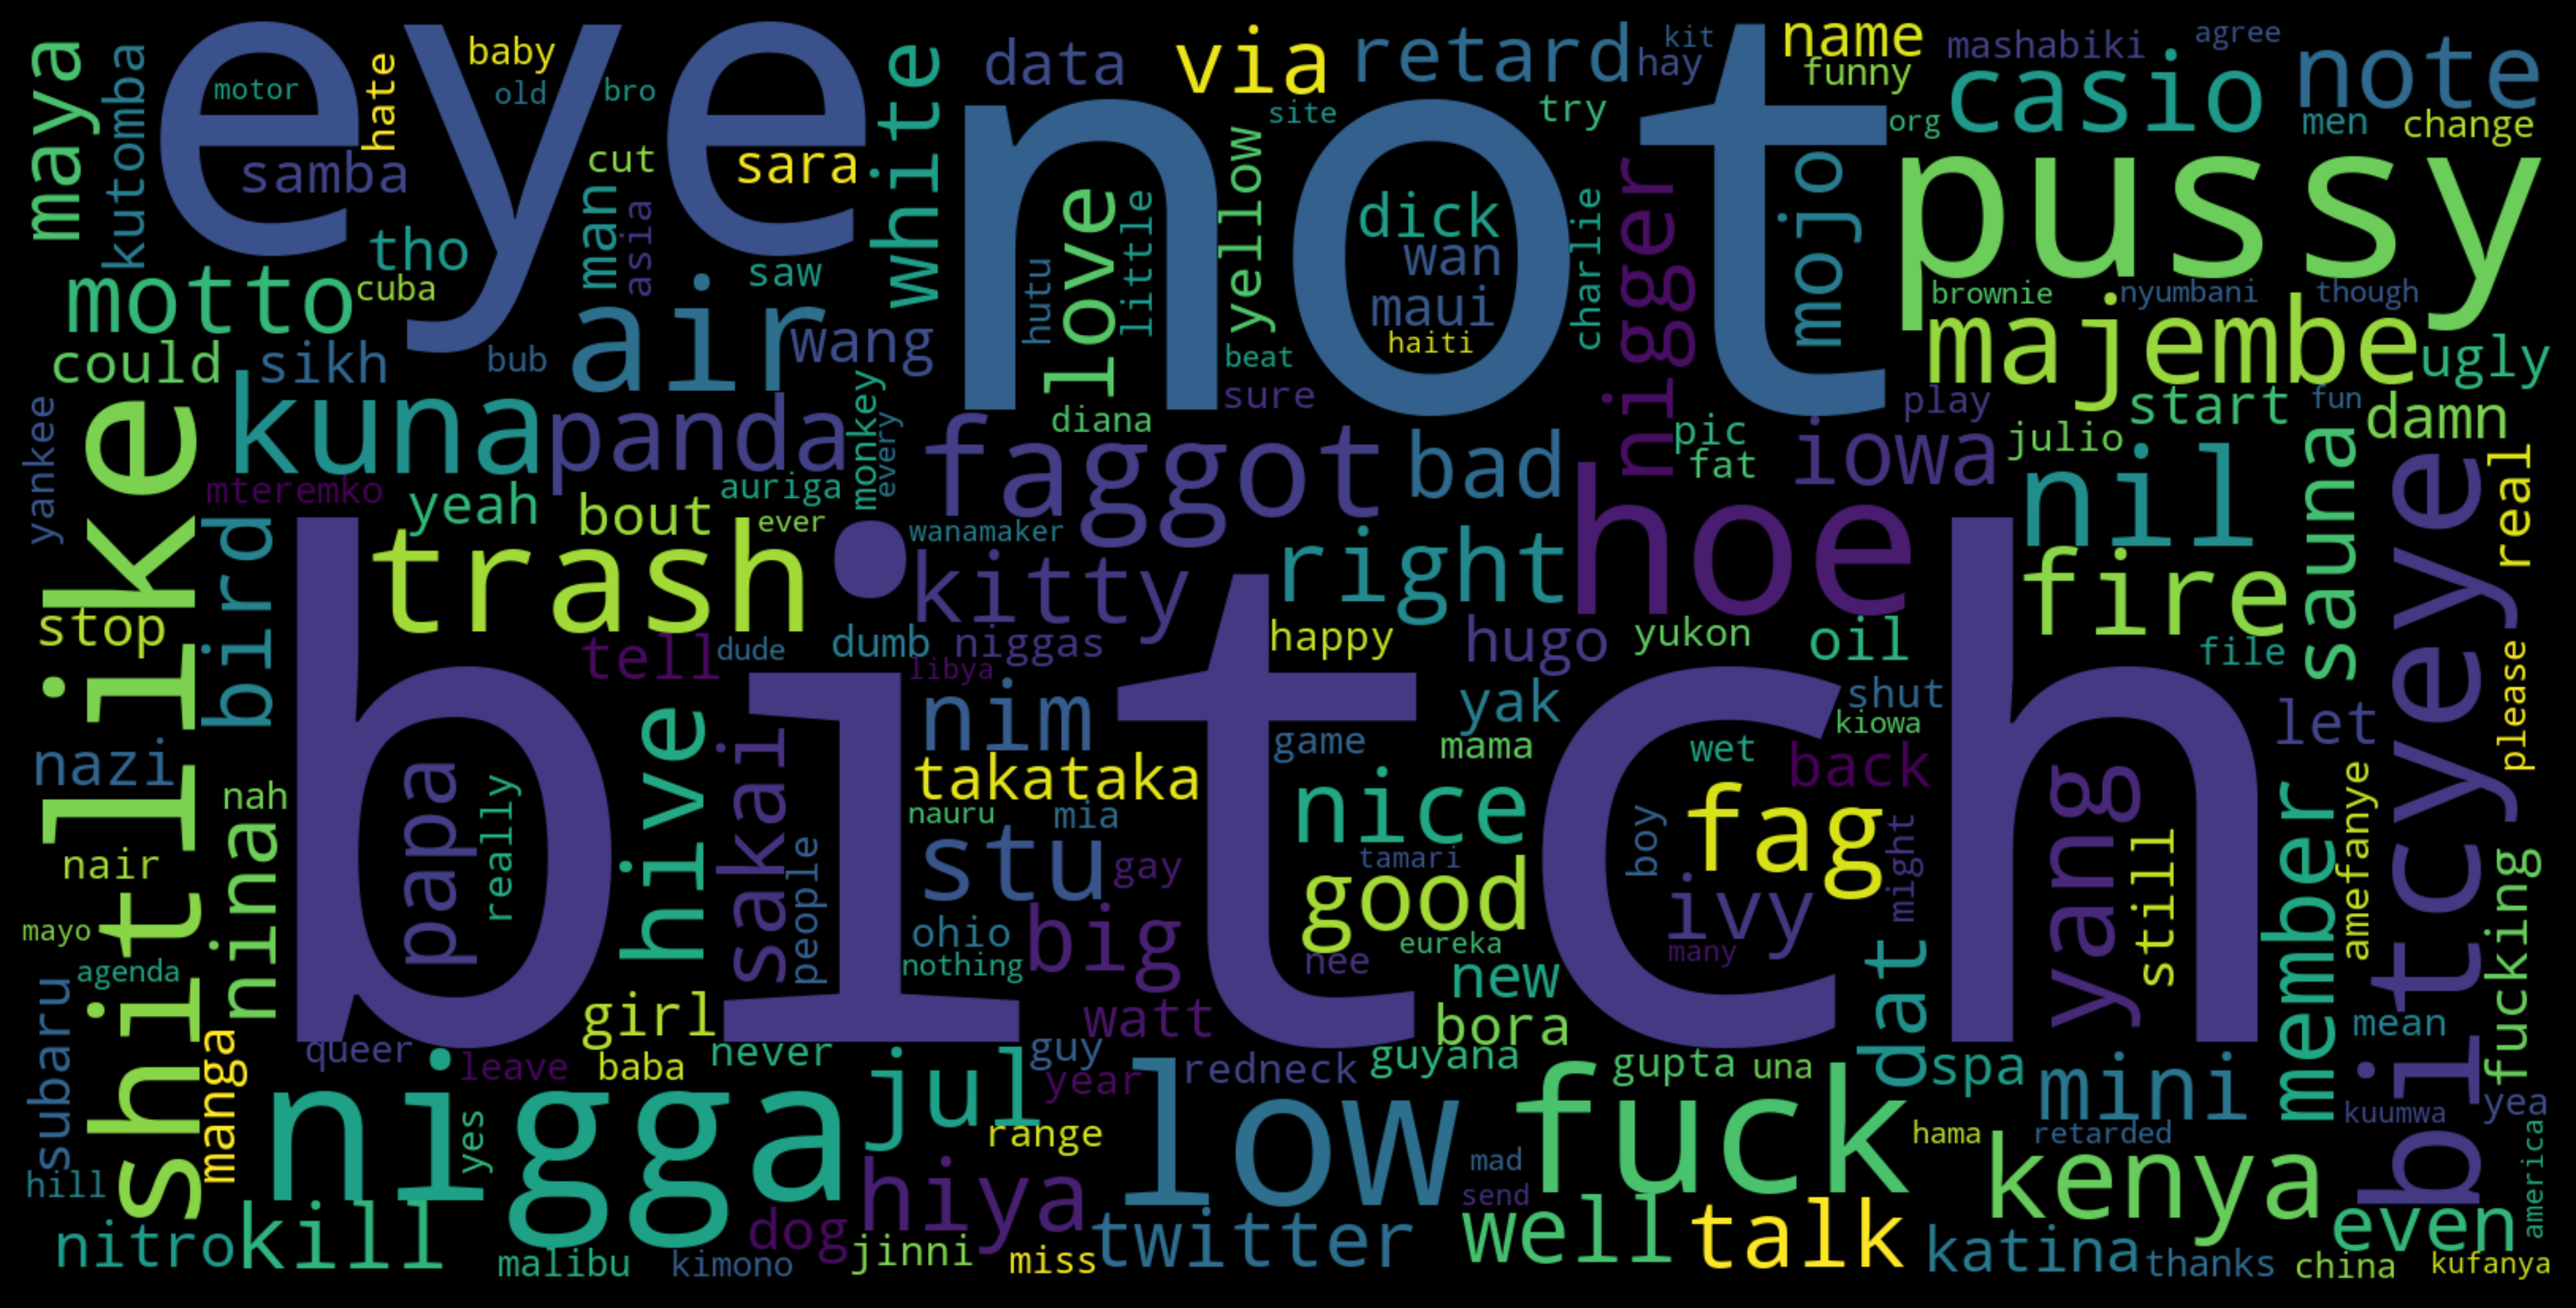 eye
not
pussy
bitch
maya
kutomba
motor
hate
baby
old
bro
samba
cut
sara
white
data
via
retard
kit
hay
name
funny
mashabiki
agree
casio
note
site
try
org
men
change
tho
man
asia
saw
love
little
yellow
dick
wan
maui
haiti
charlie
nigger
mojo
motto
cuba
air
hutu
brownie
nyumbani
though
majembe
ugly
could
sikh
bub
wang
beat
sure
diana
play
start
fun
damn
yankee
shitlike
kuna
panda
monkey
every
faggot
bad
pic
fat
iowa
julio
nil
sauna
real
mteremko
yeah
bout
auriga
ever
wanamaker
hoe
bird
trash
kitty
right
fire
bitcyeye
stop
tell
dude
dumb
niggas
libya
happy
hugo
yukon
oil
file
please
nim
yak
shut
kiowa
let
nazi
papa
really
hive
sakai
takataka
game
mama
wet
back
yang
nah
nair
ninah
people
nauru
mia
stu
gay
nice
tamari
boy
fag
might
still
member
amefanye
fucking
mayo
agenda
ohio
nothing
big
good
eureka
nee
ivy
many
dat
subaru
manga
girl
watt
new
bora
mean
queer
leave
baba
never
guy
year
redneck
guyana
gupta
una
spa
mini
kuumwa
yea
hill
nigga
yes
jul
range
low
mad
send
fuck
hama
retarded
kenya
america
nitro
kill
malibu
kimono
dog
hiya
jinni
miss
twitter
well
talk
katina
thanks
china
even
kufanya